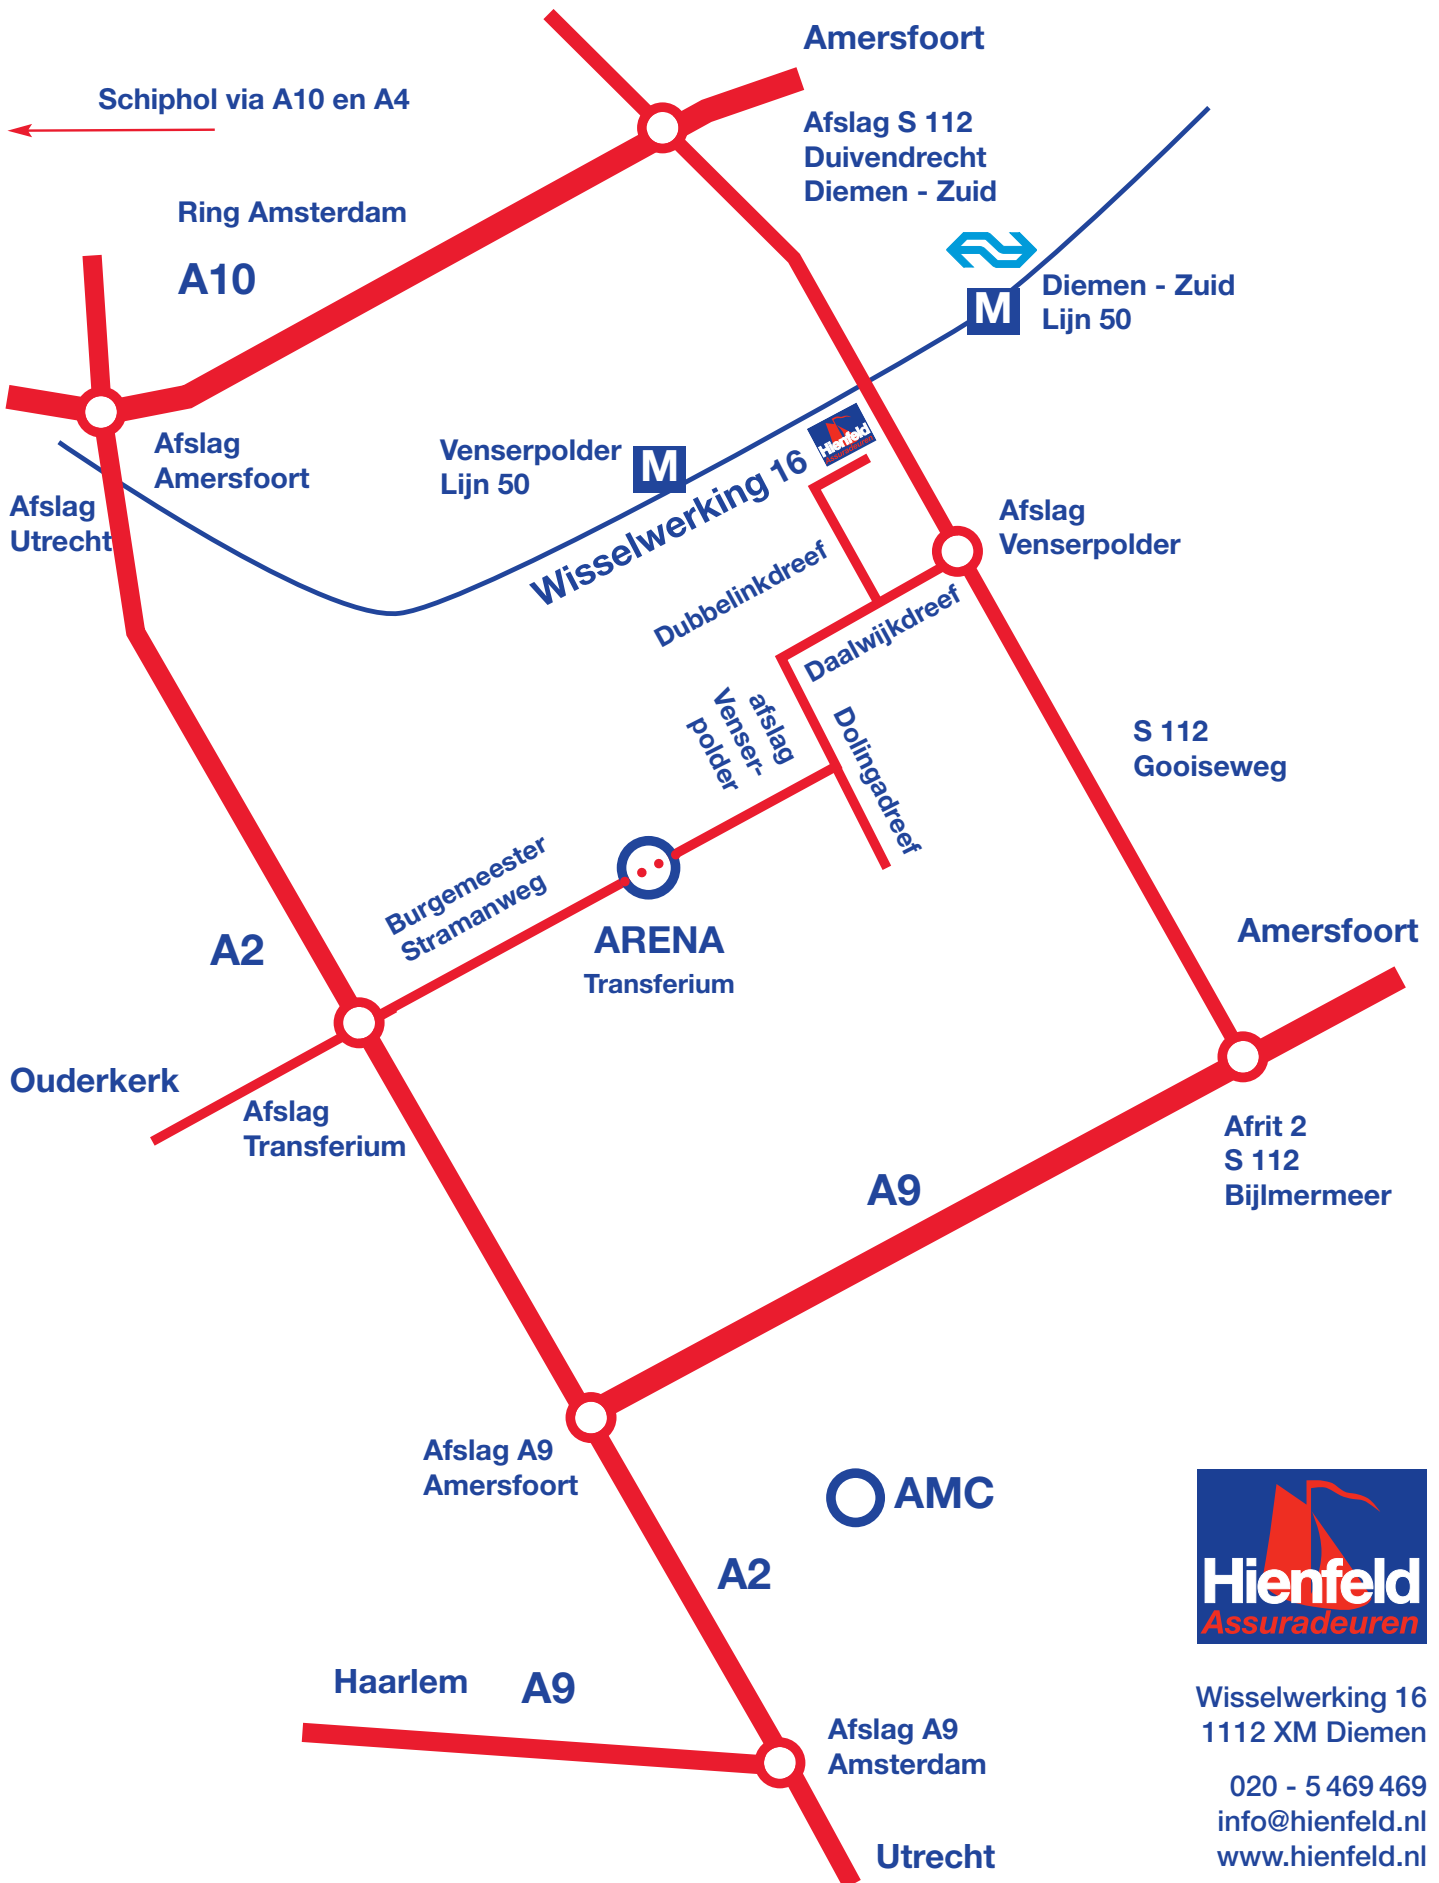 Amersfoort
Schiphol via A10 en A4
Afslag S 112
Duivendrecht
Diemen - Zuid
Ring Amsterdam
A10
M
Diemen - Zuid
Lijn 50
Hienfeld
Assuradeuren
Afslag
Amersfoort
Venserpolder
Lijn 50
M
Wisselwerking 16
Afslag
Utrecht
Afslag
Venserpolder
Dubbelinkdreef
Daalwijkdreef
afslag
Venser-
polder
Dolingadreef
S 112
Gooiseweg
Burgemeester
Stramanweg
A2
ARENA
Transferium
Amersfoort
Ouderkerk
Afslag
Transferium
Afrit 2
S 112
Bijlmermeer
A9
Afslag A9
Amersfoort
AMC
A2
Hienfeld
Assuradeuren
Haarlem
A9
Afslag A9
Amsterdam
Utrecht
Wisselwerking 16
1112 XM Diemen
020 - 5 469 469
info@hienfeld.nl
www.hienfeld.nl